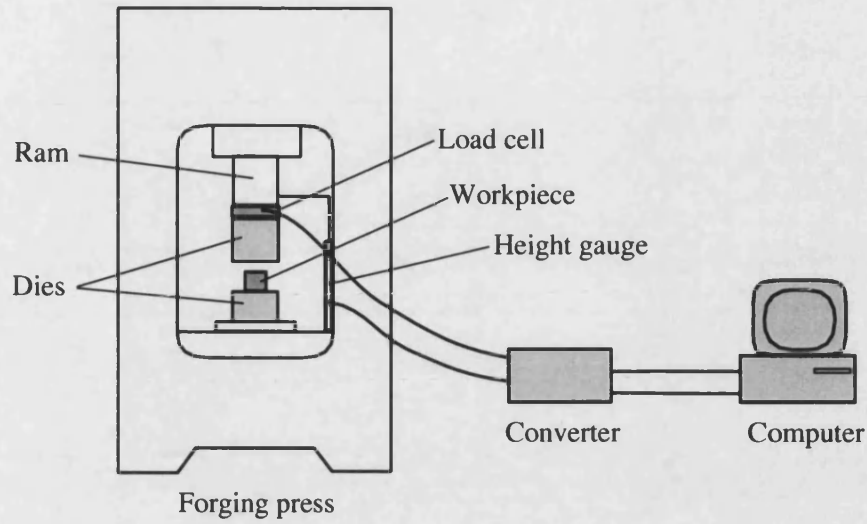 Ram
Load cell
Workpiece
Height gauge
Dies
Converter
Computer
Forging press